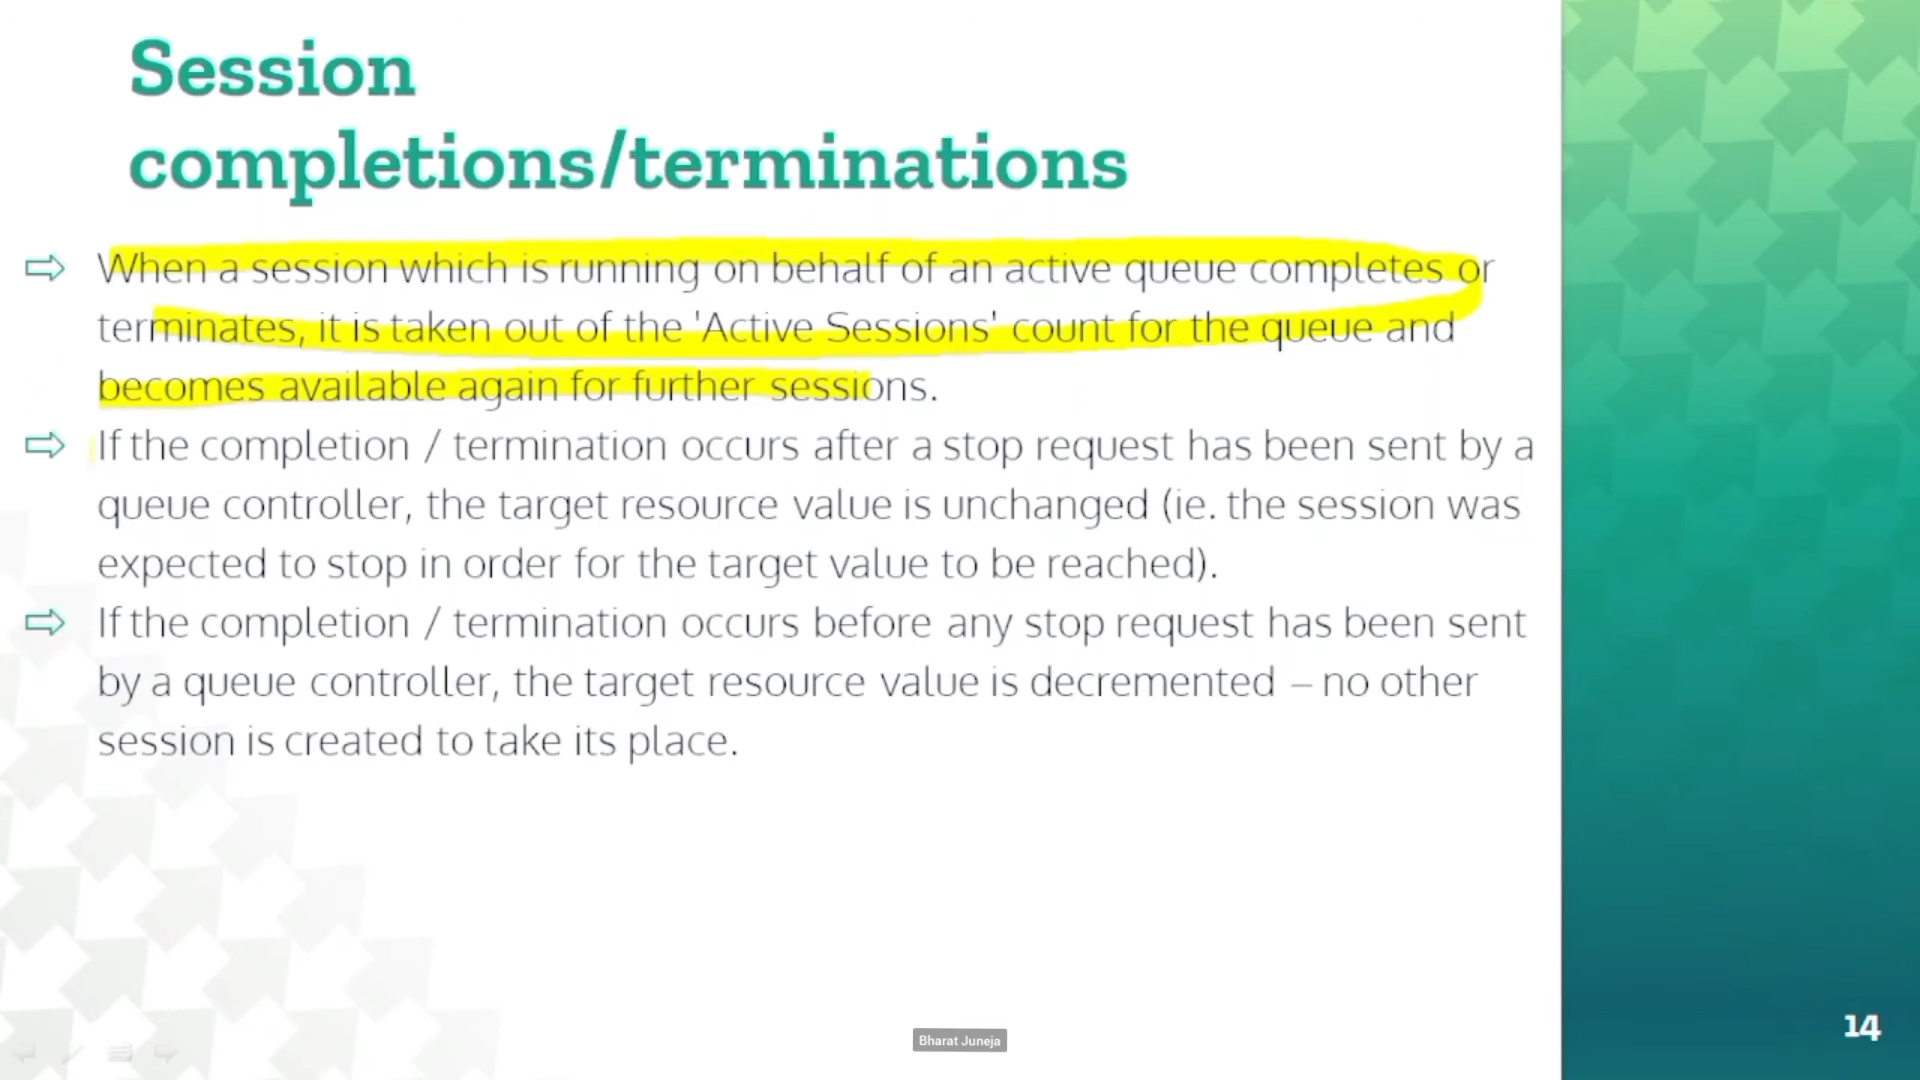 Session
completions/terminations
When a session which is running on behalf of an active queue completes or
terminates, it is taken out of the 'Active Sessions' count for the queue and
becomes available again for further sessions.
If the completion / termination occurs after a stop request has been sent by a
queue controller, the target resource value is unchanged (ie. the session was
expected to stop in order for the target value to be reached).
If the completion / termination occurs before any stop request has been sent
by a queue controller, the target resource value is decremented – no other
session is created to take its place.
Bharat Juneja
14